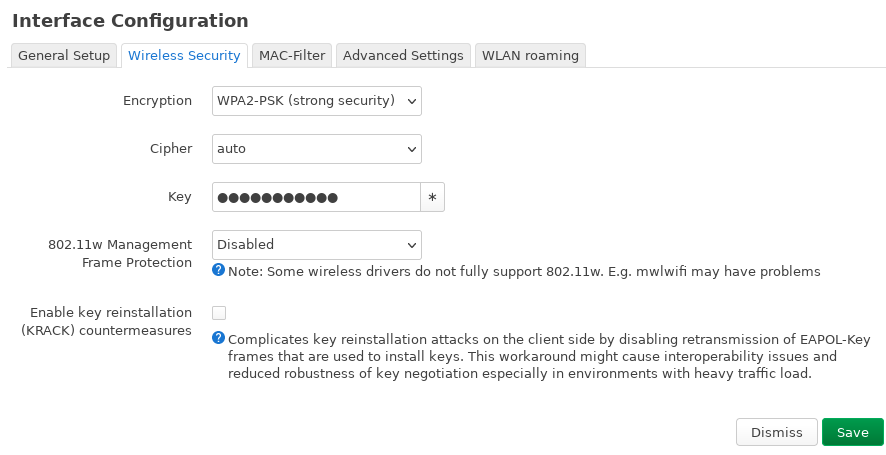 Interface Configuration
General Setup Wireless Security MAC-Filter Advanced Settings WLAN roaming
Encryption WPA2-PSK (strong security)
Cipher auto
Key ●●●●●●●●●●● *
802.11w Management Disabled
Frame Protection
Note: Some wireless drivers do not fully support 802.11w. E.g. mwlwifi may have problems
Enable key reinstallation
(KRACK) countermeasures
Complicates key reinstallation attacks on the client side by disabling retransmission of EAPOL-Key
frames that are used to install keys. This workaround might cause interoperability issues and
reduced robustness of key negotiation especially in environments with heavy traffic load.
Dismiss Save